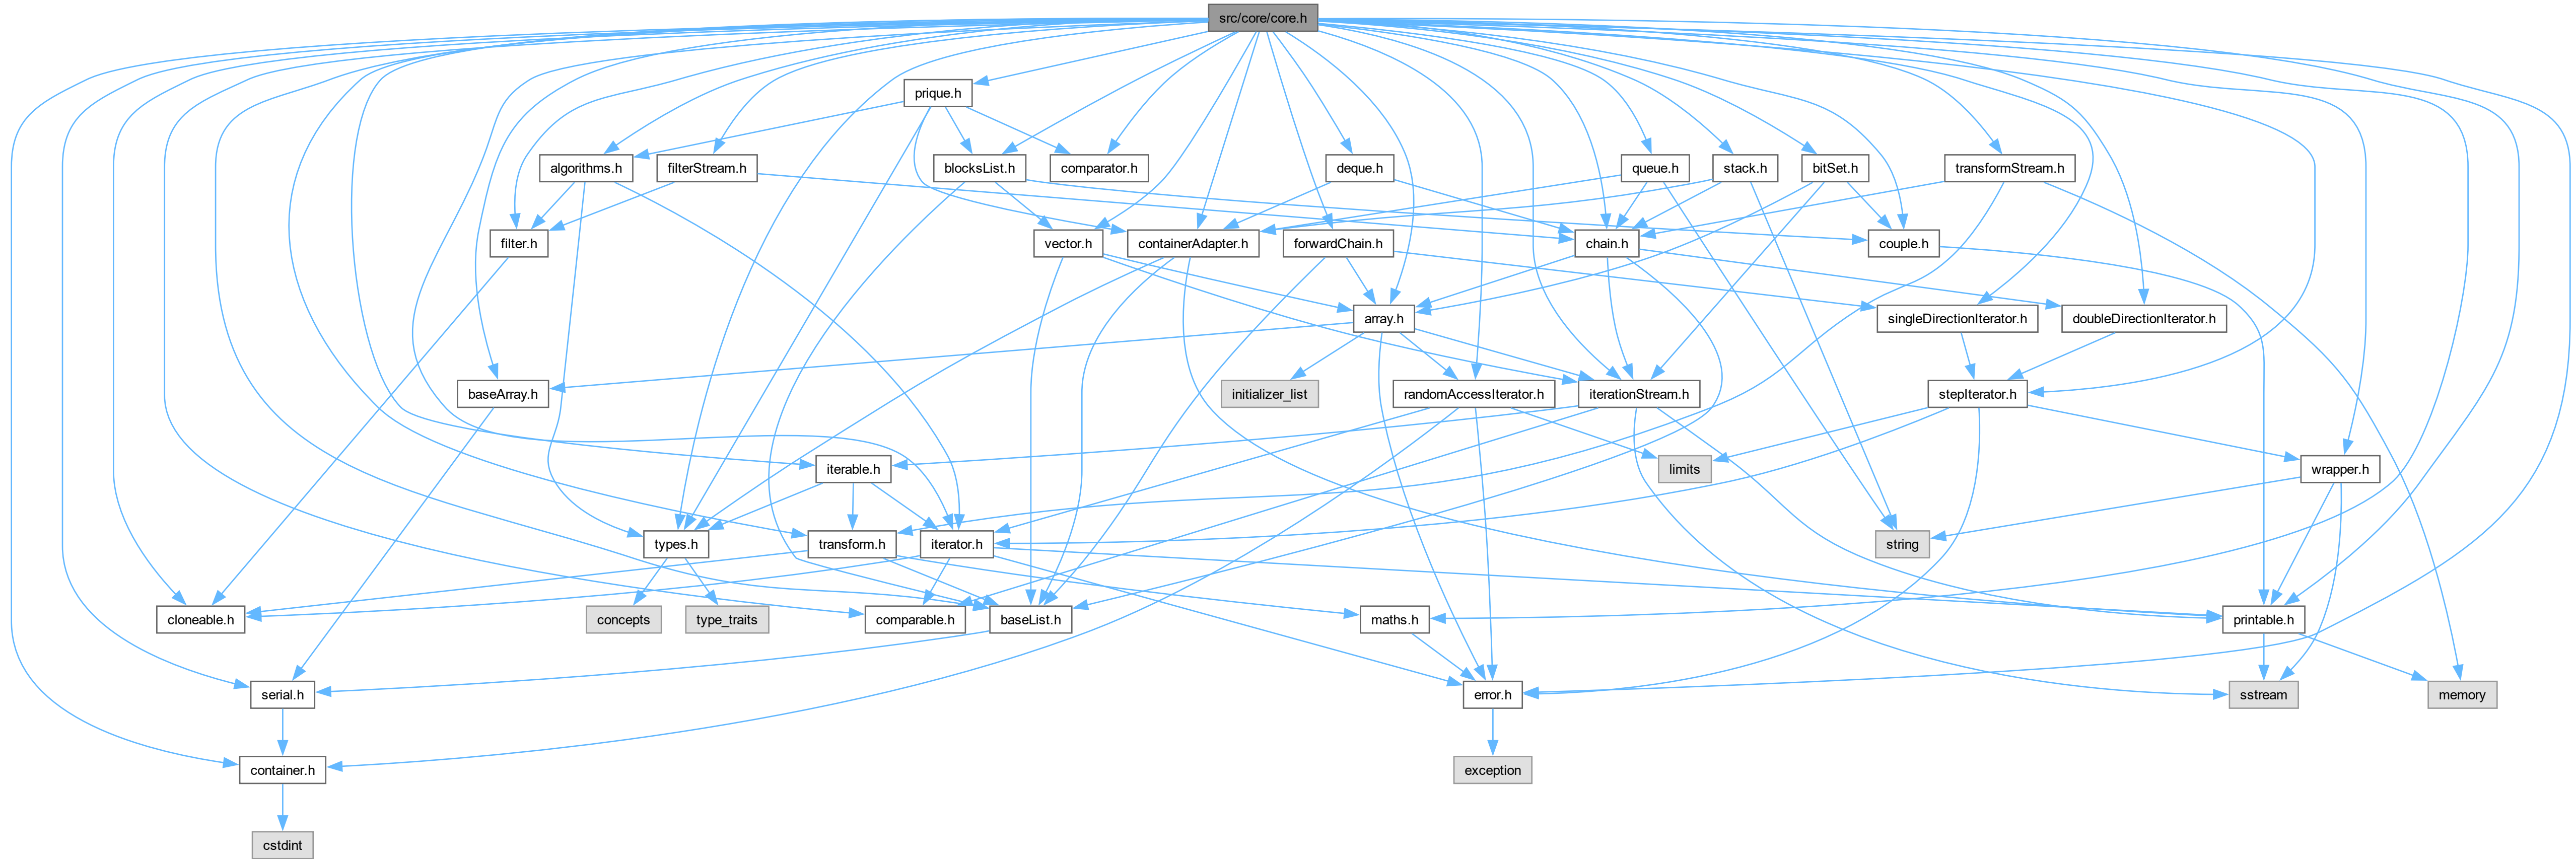 src/core/core.h
prique.h
algorithms.h
filterStream.h
blocksList.h
comparator.h
deque.h
queue.h
stack.h
bitSet.h
transformStream.h
filter.h
vector.h
containerAdapter.h
forwardChain.h
chain.h
couple.h
array.h
singleDirectionIterator.h
doubleDirectionIterator.h
baseArray.h
initializer_list
randomAccessIterator.h
iterationStream.h
stepIterator.h
iterable.h
limits
wrapper.h
types.h
transform.h
iterator.h
string
cloneable.h
concepts
type_traits
comparable.h
baseList.h
maths.h
printable.h
serial.h
error.h
sstream
memory
container.h
exception
cstdint